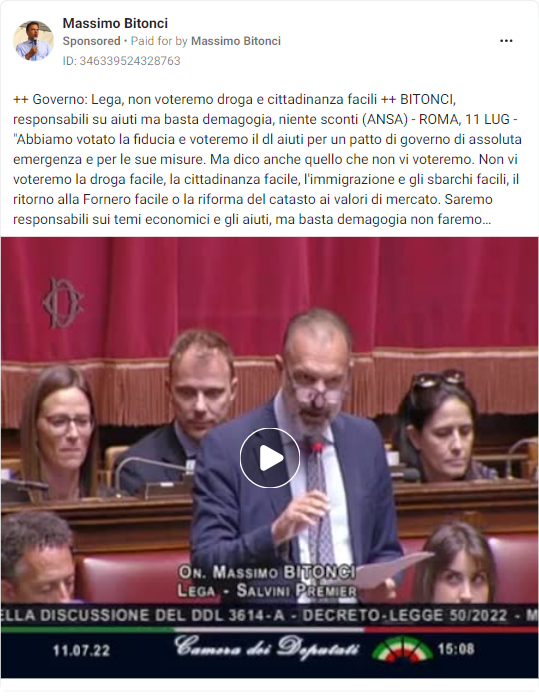 Massimo Bitonci
Sponsored • Paid for by Massimo Bitonci
ID: 346339524328763
++ Governo: Lega, non voteremo droga e cittadinanza facili ++ BITONCI,
responsabili su aiuti ma basta demagogia, niente sconti (ANSA) - ROMA, 11 LUG -
"Abbiamo votato la fiducia e voteremo il dl aiuti per un patto di governo di assoluta
emergenza e per le sue misure. Ma dico anche quello che non vi voteremo. Non vi
voteremo la droga facile, la cittadinanza facile, l'immigrazione e gli sbarchi facili, il
ritorno alla Fornero facile o la riforma del catasto ai valori di mercato. Saremo
responsabili sui temi economici e gli aiuti, ma basta demagogia non faremo...
On. Massimo BITONCI
Lega - Salvini Premier
ELLA DISCUSSIONE DEL DDL 3614-A - DECRETO-LEGGE 50/2022 - M
11.07.22 Camera dei Deputati 15:08